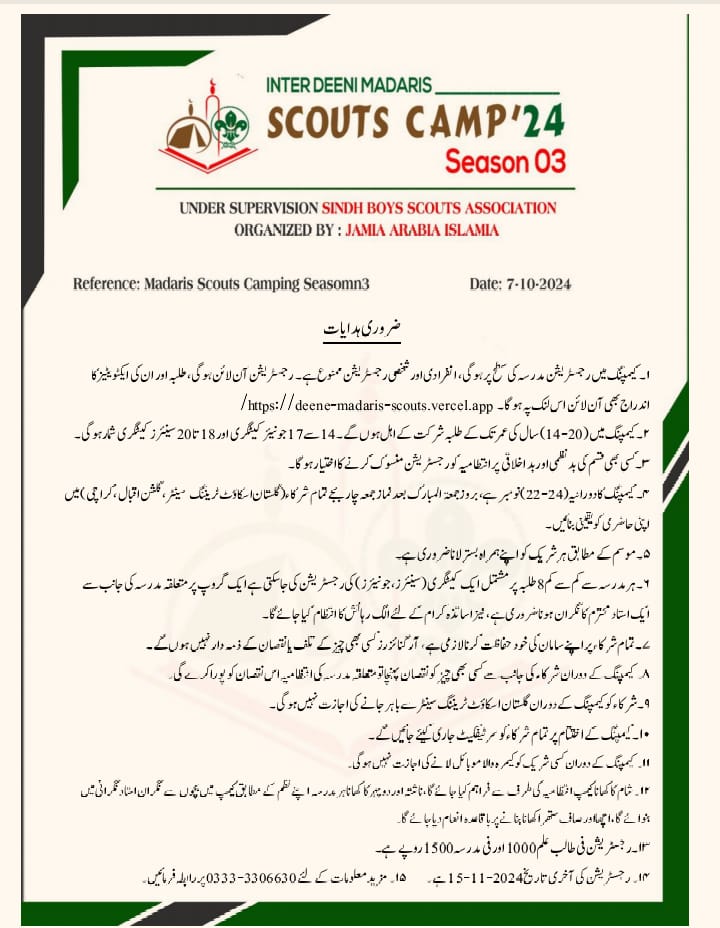 INTER DEENI MADARIS
SCOUTS CAMP'24
Season 03
UNDER SUPERVISION SINDH BOYS SCOUTS ASSOCIATION
ORGANIZED BY : JAMIA ARABIA ISLAMIA
Reference: Madaris Scouts Camping Seasomn3 Date: 7-10-2024
ضروری ہدایات
۱۔ کیمپنگ میں رجسٹریشن مدرسہ کی سطح پر ہوگی، انفرادی اور شخصی رجسٹریشن ممنوع ہے۔ رجسٹریشن آن لائن ہوگی، طلبہ اور ان کی ایکٹویٹیز کا
اندراج بھی آن لائن اس لنک پہ ہوگا۔ https://deene-madaris-scouts.vercel.app/
۲۔ کیمپنگ میں (20-14) سال کی عمر تک کے طلبہ شرکت کے اہل ہوں گے۔ 14 سے 17 جونیئر کیٹگری اور 18 تا 20 سینئرز کیٹگری شمار ہوگی۔
۳۔ کسی بھی قسم کی بد نظمی اور بد اخلاقی پر انتظامیہ کو رجسٹریشن منسوک کرنے کا اختیار ہوگا۔
۴۔ کیمپنگ کا دورانیہ (24-22) نومبر ہے، بروز جمعۃ المبارک بعد نماز جمعہ چار بجے تمام شرکاء (گلستان اسکاؤٹ ٹریننگ سینٹر، گلشن اقبال، کراچی) میں
اپنی حاضری کو یقینی بنائیں۔
۵۔ موسم کے مطابق ہر شریک کو اپنے ہمراہ بستر لانا ضروری ہے۔
۶۔ ہر مدرسہ سے کم سے کم 8 طلبہ پر مشتمل ایک کیٹگری (سینئرز، جونیئرز) کی رجسٹریشن کی جاسکتی ہے ایک گروپ پر متعلقہ مدرسہ کی جانب سے
ایک استاد محترم کا نگران ہونا ضروری ہے، نیز اساتذہ کرام کے لئے الگ رہائش کا انتظام کیا جائے گا۔
۷۔ تمام شرکاء پر اپنے سامان کی خود حفاظت کرنا لازمی ہے، آرگنائزرز کسی بھی چیز کے تلف یا نقصان کے ذمہ دار نہیں ہوں گے۔
۸۔ کیمپنگ کے دوران شرکاء کی جانب سے کسی بھی چیز کو نقصان پہنچا تو متعلقہ مدرسہ کی انتظامیہ اس نقصان کو پورا کرے گی۔
۹۔ شرکاء کو کیمپنگ کے دوران گلستان اسکاؤٹ ٹریننگ سینٹر سے باہر جانے کی اجازت نہیں ہوگی۔
۱۰۔ کیمپنگ کے اختتام پر تمام شرکاء کو سرٹیفکیٹ جاری کیئے جائیں گے۔
۱۱۔ کیمپنگ کے دوران کسی شریک کو کیمرہ والا موبائل لانے کی اجازت نہیں ہوگی۔
۱۲۔ شام کا کھانا کیمپ انتظامیہ کی طرف سے فراہم کیا جائے گا، ناشتہ اور دوپہر کا کھانا ہر مدرسہ اپنے نظم کے مطابق کیمپ میں بچوں سے نگران استاد نگرانی میں
بنوائے گا، اچھا اور صاف ستھرا کھانا بنانے پر باقاعدہ انعام دیا جائے گا۔
۱۳۔ رجسٹریشن فی طالب علم 1000 اور فی مدرسہ 1500 روپے ہے۔
۱۴۔ رجسٹریشن کی آخری تاریخ 15-11-2024 ہے۔ ۱۵۔ مزید معلومات کے لئے 0333-3306630 پر رابطہ فرمائیں۔